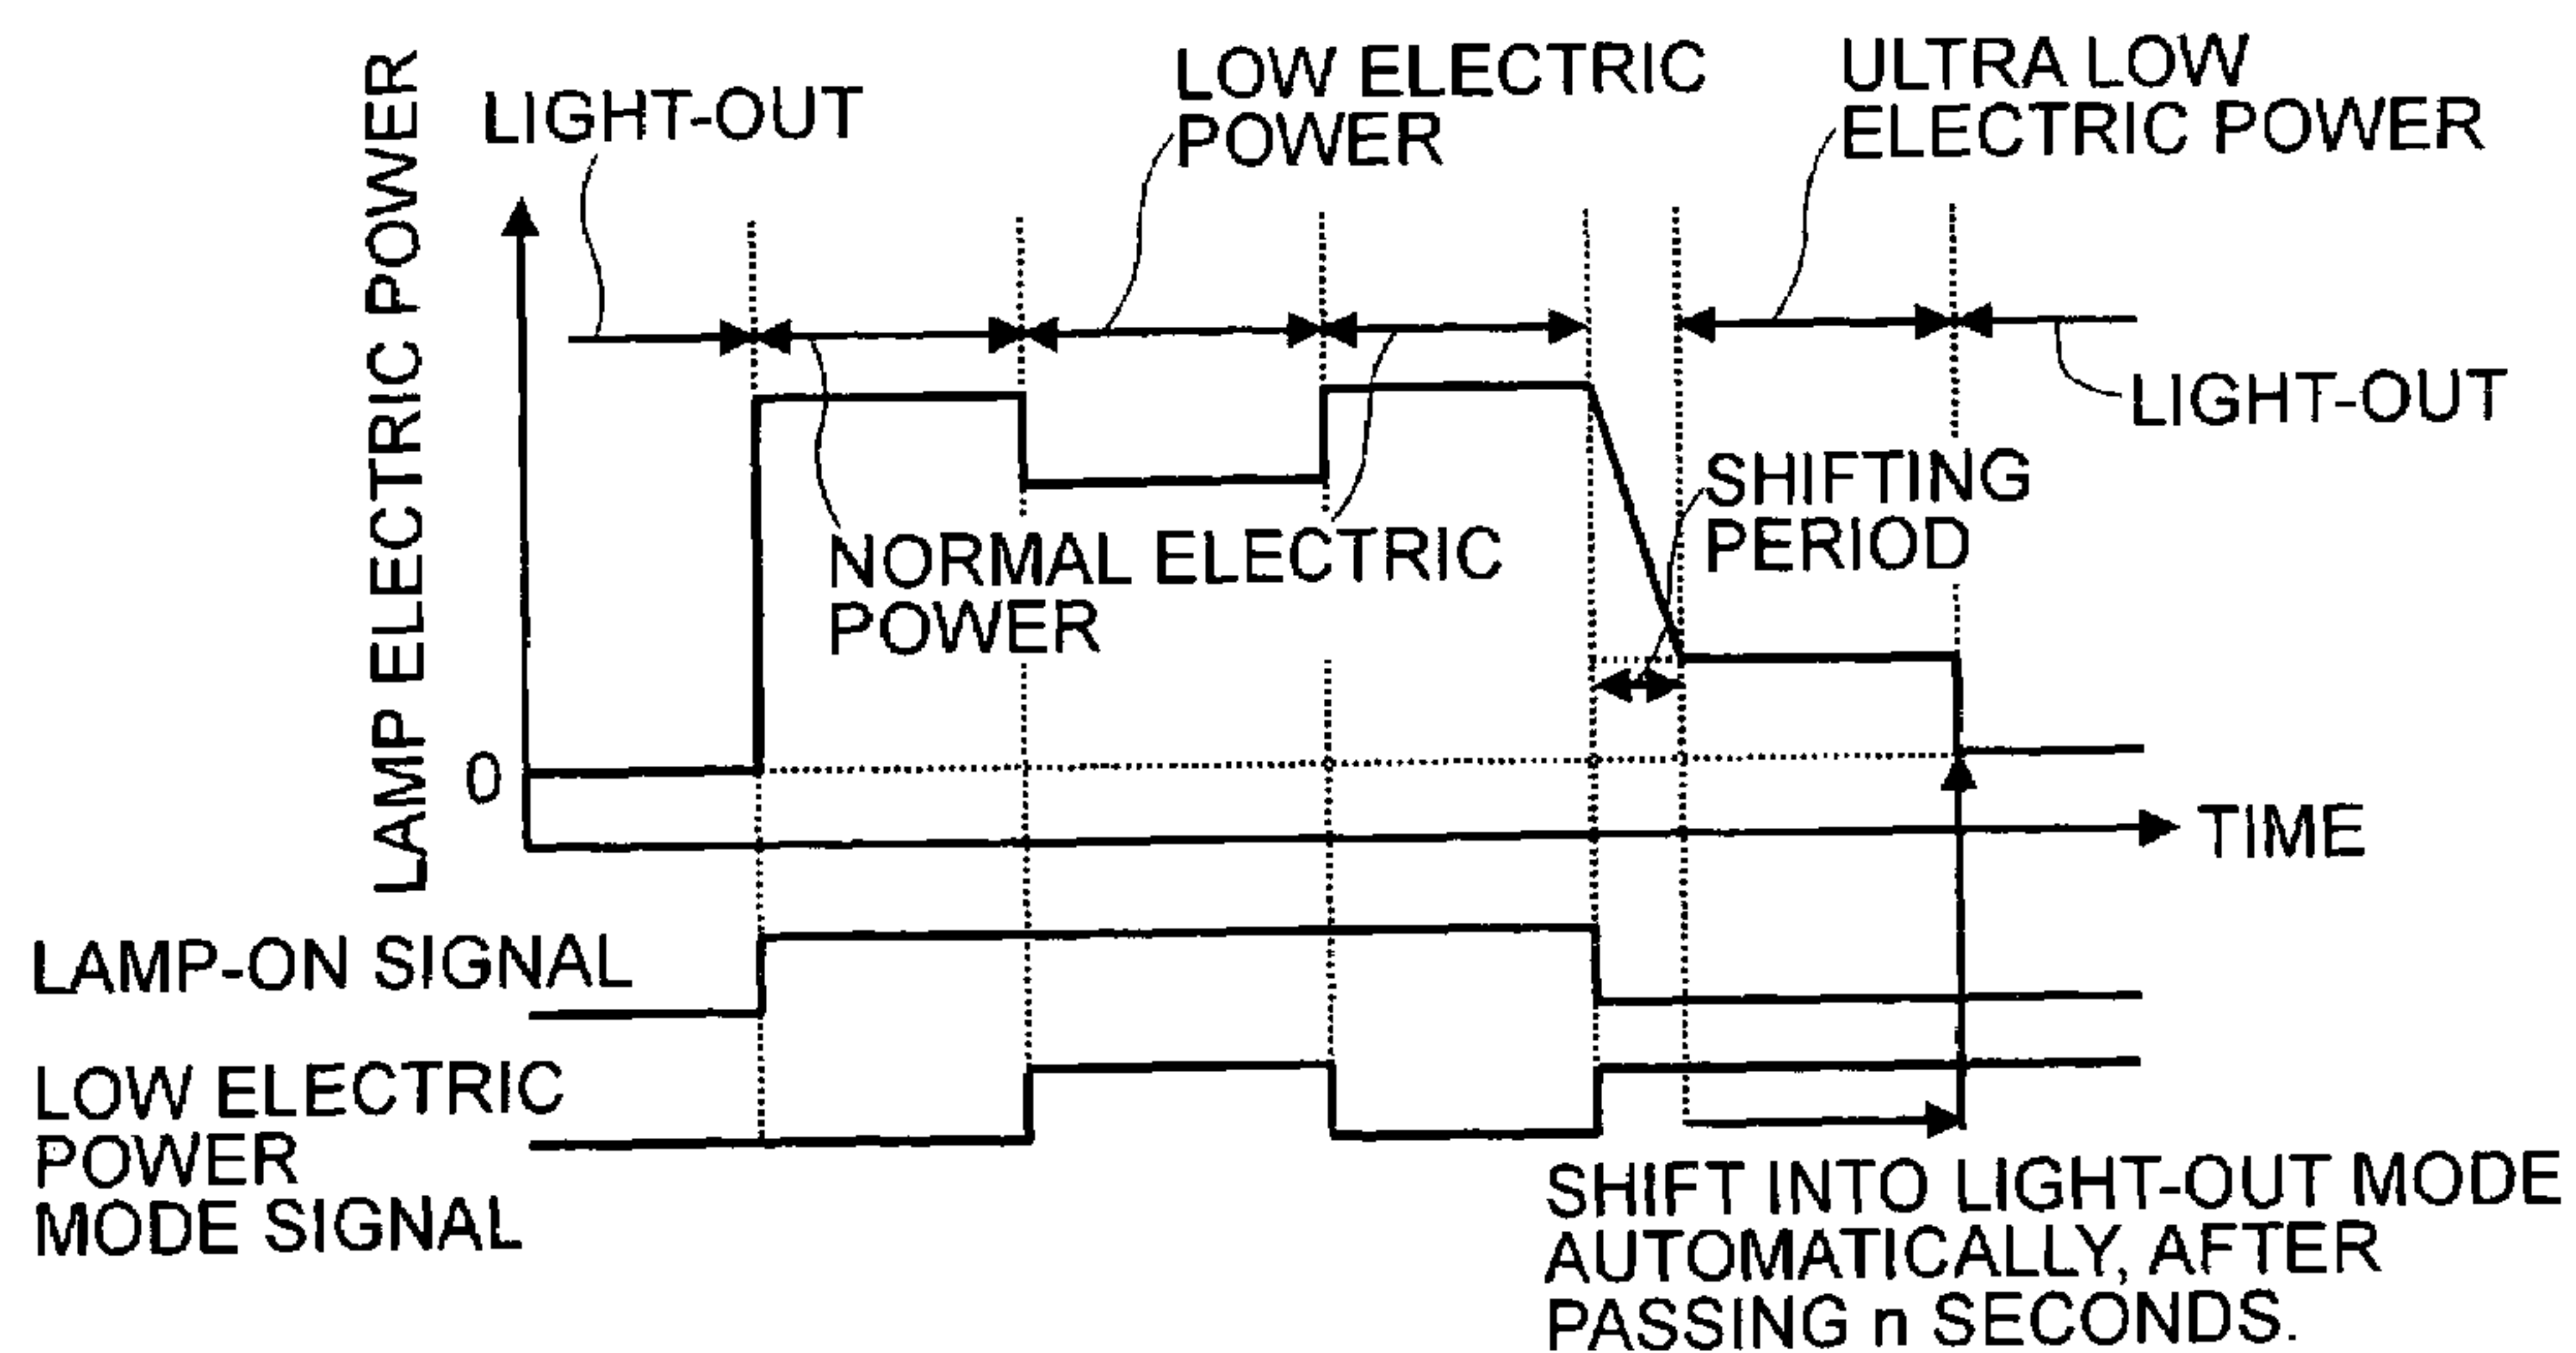 LAMP ELECTRIC POWER
LIGHT-OUT
LOW ELECTRIC
POWER
ULTRA LOW
ELECTRIC POWER
LIGHT-OUT
SHIFTING
PERIOD
NORMAL ELECTRIC
POWER
0
TIME
LAMP-ON SIGNAL
LOW ELECTRIC
POWER
MODE SIGNAL
SHIFT INTO LIGHT-OUT MODE
AUTOMATICALLY, AFTER
PASSING n SECONDS.